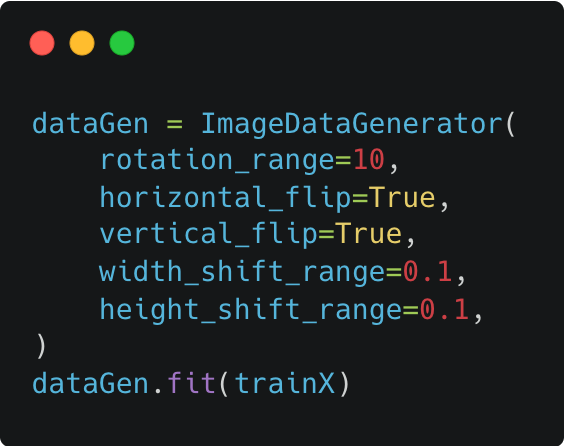 dataGen = ImageDataGenerator(
    rotation_range=10,
    horizontal_flip=True,
    vertical_flip=True,
    width_shift_range=0.1,
    height_shift_range=0.1,
)
dataGen.fit(trainX)